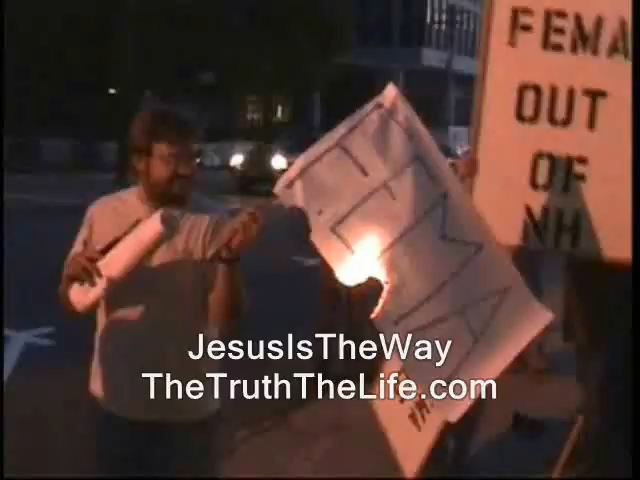 FEMA
OUT
OF
NH
FEMA
JesusIsTheWay
TheTruthTheLife.com